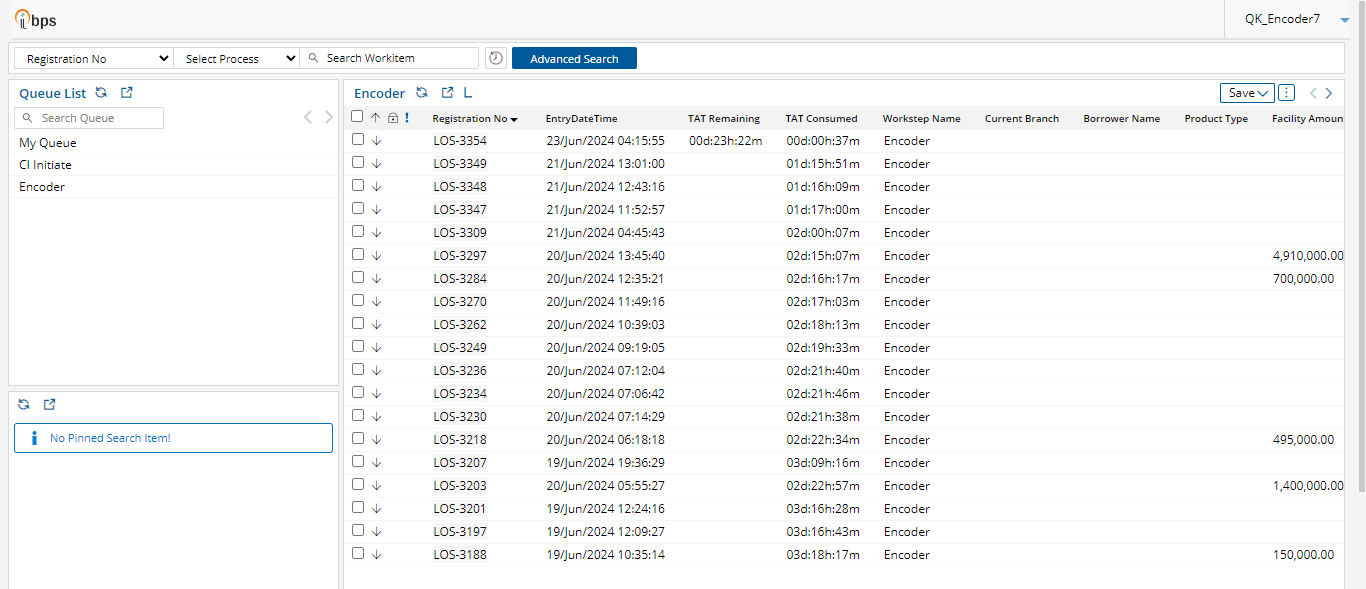 ibps
QK_Encoder7
Registration No Select Process Search Workitem Advanced Search
Queue List
Search Queue
My Queue
CI Initiate
Encoder
No Pinned Search Item!
Encoder L Save
! Registration No EntryDateTime TAT Remaining TAT Consumed Workstep Name Current Branch Borrower Name Product Type Facility Amoun
LOS-3354 23/Jun/2024 04:15:55 00d:23h:22m 00d:00h:37m Encoder
LOS-3349 21/Jun/2024 13:01:00 01d:15h:51m Encoder
LOS-3348 21/Jun/2024 12:43:16 01d:16h:09m Encoder
LOS-3347 21/Jun/2024 11:52:57 01d:17h:00m Encoder
LOS-3309 21/Jun/2024 04:45:43 02d:00h:07m Encoder
LOS-3297 20/Jun/2024 13:45:40 02d:15h:07m Encoder 4,910,000.00
LOS-3284 20/Jun/2024 12:35:21 02d:16h:17m Encoder 700,000.00
LOS-3270 20/Jun/2024 11:49:16 02d:17h:03m Encoder
LOS-3262 20/Jun/2024 10:39:03 02d:18h:13m Encoder
LOS-3249 20/Jun/2024 09:19:05 02d:19h:33m Encoder
LOS-3236 20/Jun/2024 07:12:04 02d:21h:40m Encoder
LOS-3234 20/Jun/2024 07:06:42 02d:21h:46m Encoder
LOS-3230 20/Jun/2024 07:14:29 02d:21h:38m Encoder
LOS-3218 20/Jun/2024 06:18:18 02d:22h:34m Encoder 495,000.00
LOS-3207 19/Jun/2024 19:36:29 03d:09h:16m Encoder
LOS-3203 20/Jun/2024 05:55:27 02d:22h:57m Encoder 1,400,000.00
LOS-3201 19/Jun/2024 12:24:16 03d:16h:28m Encoder
LOS-3197 19/Jun/2024 12:09:27 03d:16h:43m Encoder
LOS-3188 19/Jun/2024 10:35:14 03d:18h:17m Encoder 150,000.00